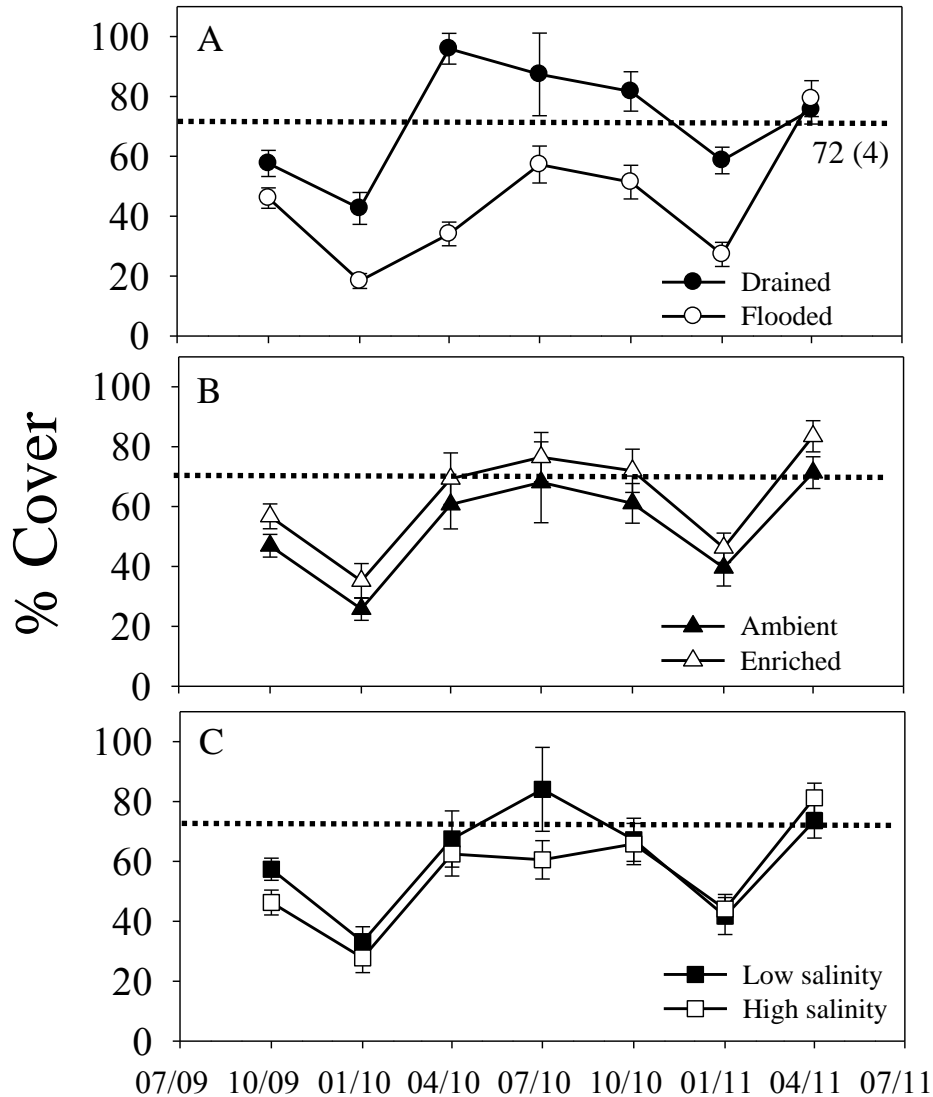 % Cover
A
100
80
60
40
20
0
72 (4)
Drained
Flooded
B
100
80
60
40
20
0
Ambient
Enriched
C
100
80
60
40
20
0
Low salinity
High salinity
07/09 10/09 01/10 04/10 07/10 10/10 01/11 04/11 07/11